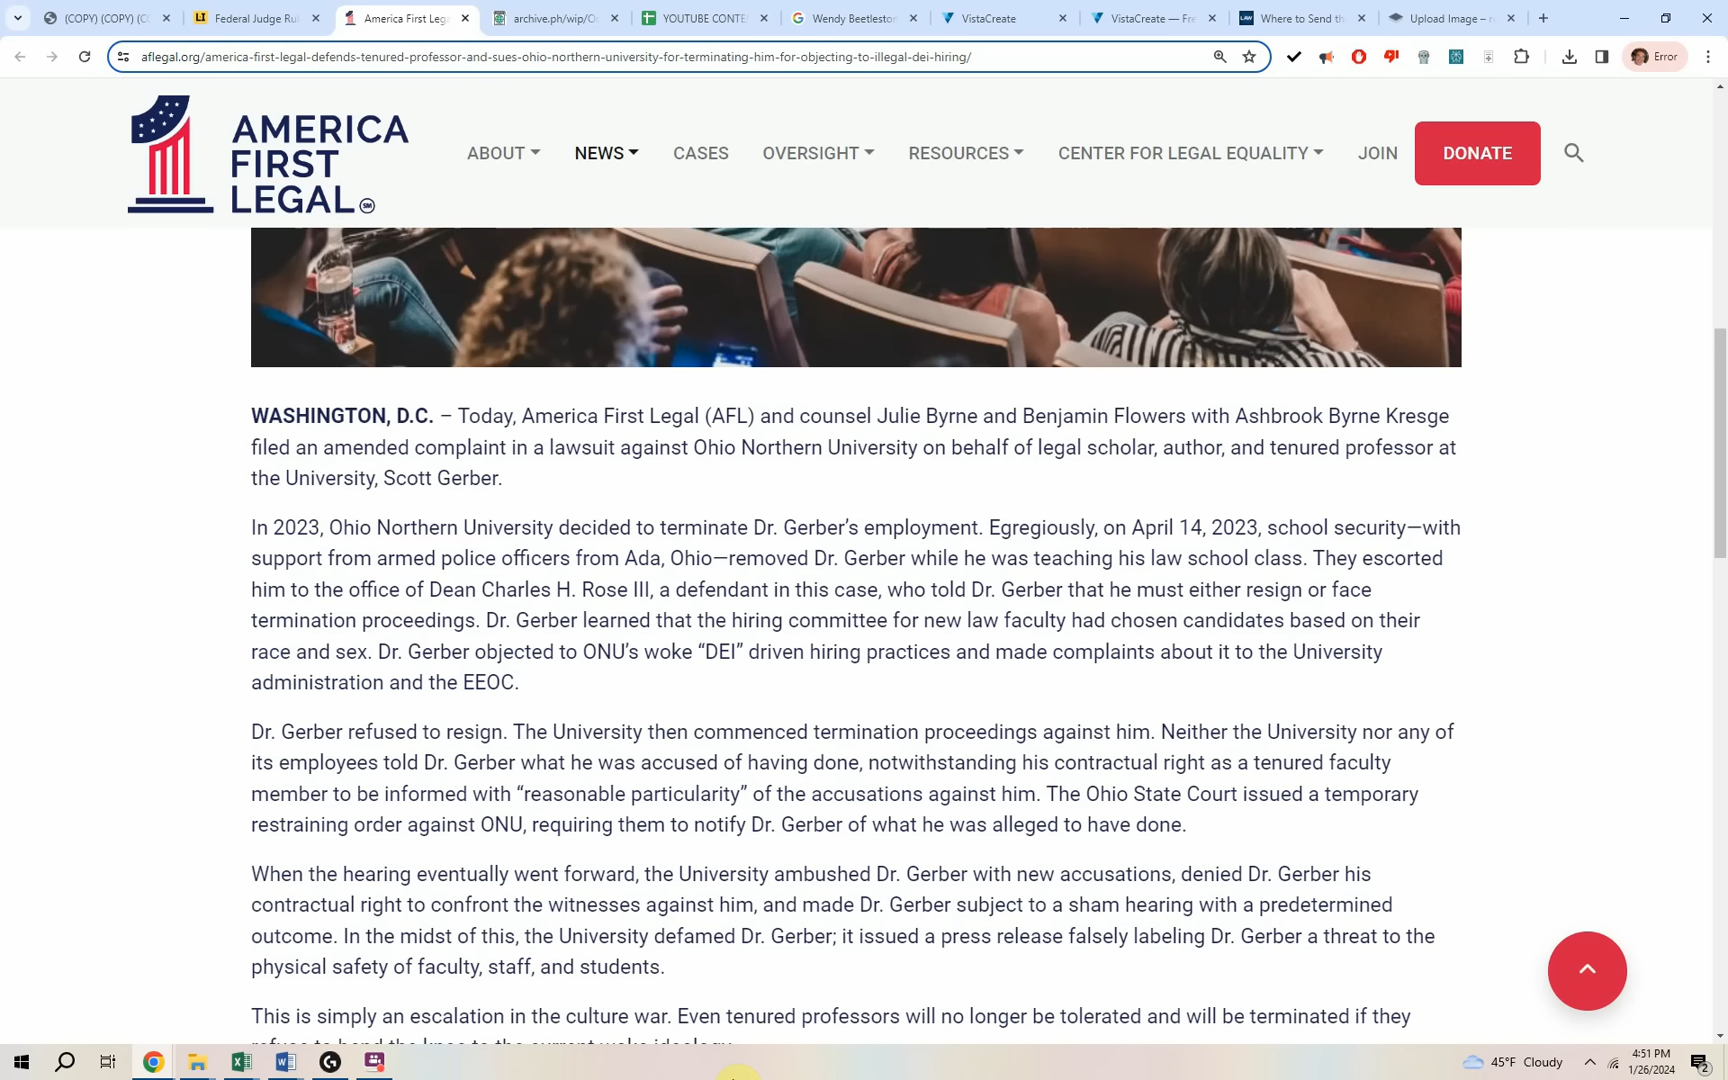 (COPY) (COPY) (C
Federal Judge Ru
America First Lega
archive.ph/wip/O
YOUTUBE CONTE
Wendy Beetleston
VistaCreate
VistaCreate — Fre
Where to Send th
Upload Image – r
aflegal.org/america-first-legal-defends-tenured-professor-and-sues-ohio-northern-university-for-terminating-him-for-objecting-to-illegal-dei-hiring/
Error
AMERICA
FIRST
LEGAL SM
ABOUT
NEWS
CASES
OVERSIGHT
RESOURCES
CENTER FOR LEGAL EQUALITY
JOIN
DONATE
WASHINGTON, D.C. – Today, America First Legal (AFL) and counsel Julie Byrne and Benjamin Flowers with Ashbrook Byrne Kresge
filed an amended complaint in a lawsuit against Ohio Northern University on behalf of legal scholar, author, and tenured professor at
the University, Scott Gerber.
In 2023, Ohio Northern University decided to terminate Dr. Gerber’s employment. Egregiously, on April 14, 2023, school security—with
support from armed police officers from Ada, Ohio—removed Dr. Gerber while he was teaching his law school class. They escorted
him to the office of Dean Charles H. Rose III, a defendant in this case, who told Dr. Gerber that he must either resign or face
termination proceedings. Dr. Gerber learned that the hiring committee for new law faculty had chosen candidates based on their
race and sex. Dr. Gerber objected to ONU’s woke “DEI” driven hiring practices and made complaints about it to the University
administration and the EEOC.
Dr. Gerber refused to resign. The University then commenced termination proceedings against him. Neither the University nor any of
its employees told Dr. Gerber what he was accused of having done, notwithstanding his contractual right as a tenured faculty
member to be informed with “reasonable particularity” of the accusations against him. The Ohio State Court issued a temporary
restraining order against ONU, requiring them to notify Dr. Gerber of what he was alleged to have done.
When the hearing eventually went forward, the University ambushed Dr. Gerber with new accusations, denied Dr. Gerber his
contractual right to confront the witnesses against him, and made Dr. Gerber subject to a sham hearing with a predetermined
outcome. In the midst of this, the University defamed Dr. Gerber; it issued a press release falsely labeling Dr. Gerber a threat to the
physical safety of faculty, staff, and students.
This is simply an escalation in the culture war. Even tenured professors will no longer be tolerated and will be terminated if they
refuse to bend the knee to the current woke ideology.
45°F Cloudy
4:51 PM
1/26/2024
2